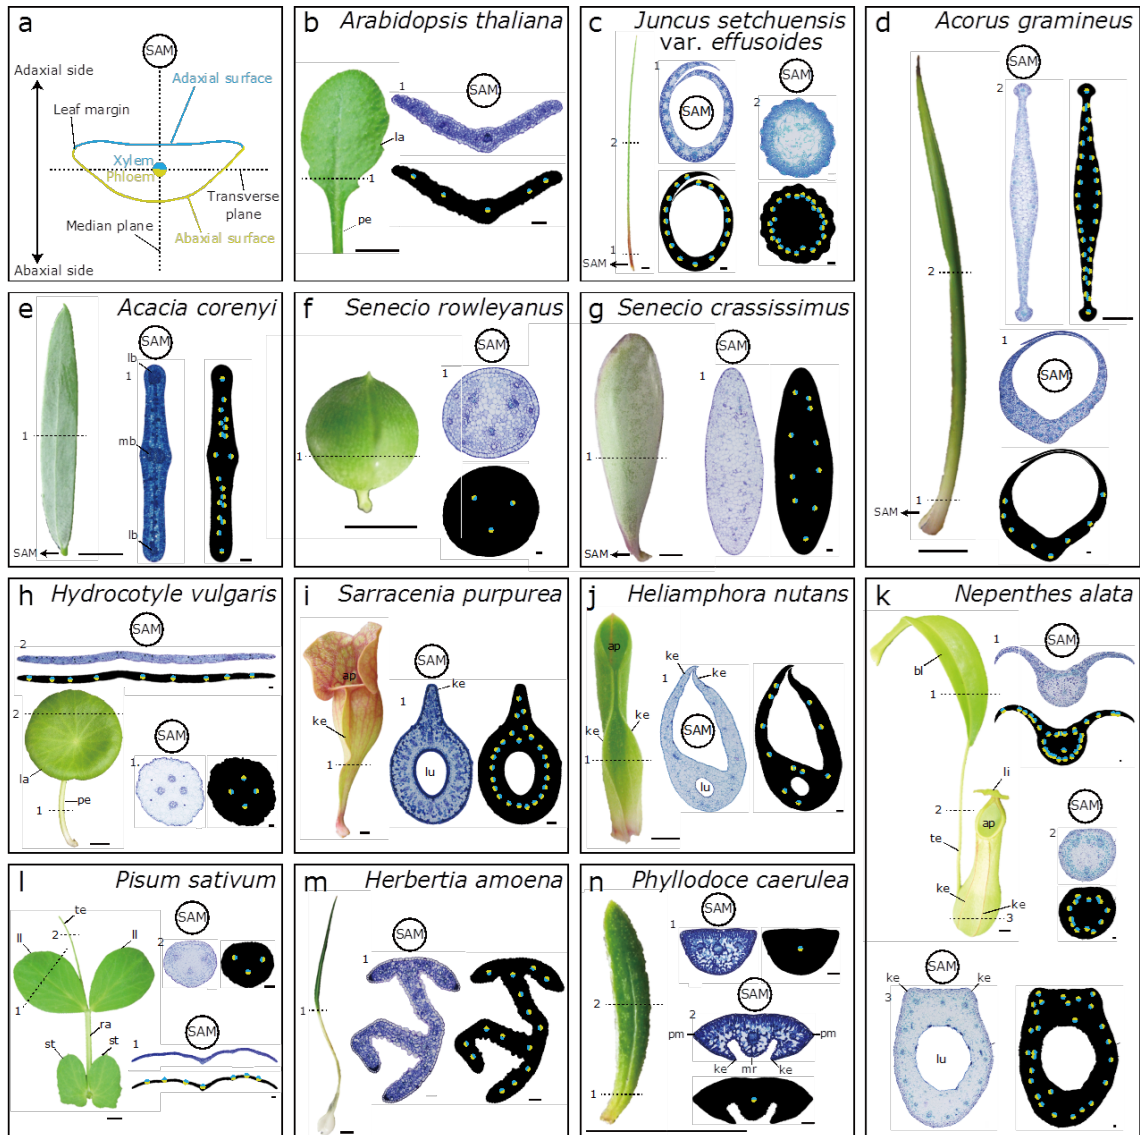 a
SAM
Adaxial side
Adaxial surface
Leaf margin
Xylem
Phloem
Transverse
plane
Median plane
Abaxial surface
Abaxial side
b
Arabidopsis thaliana
1
SAM
la
1
pe
c
Juncus setchuensis
var. effusoides
1
SAM
SAM
2
2
1
SAM
d
Acorus gramineus
SAM
2
2
1
SAM
1
SAM
e
Acacia corenyi
SAM
lb
1
1
mb
lb
SAM
f
Senecio rowleyanus
SAM
1
1
g
Senecio crassissimus
SAM
1
1
SAM
h
Hydrocotyle vulgaris
SAM
2
2
SAM
la
1
pe
1
i
Sarracenia purpurea
SAM
ap
1
ke
ke
lu
1
j
Heliamphora nutans
ap
ke
ke
1
ke
ke
SAM
1
lu
k
Nepenthes alata
1
SAM
bl
1
li
2
ap
SAM
te
2
ke
ke
3
SAM
ke
ke
3
lu
l
Pisum sativum
te
SAM
2
ll
ll
2
1
ra
SAM
st
st
1
m
Herbertia amoena
SAM
1
1
n
Phyllodoce caerulea
SAM
1
2
SAM
2
pm
pm
ke
mr
ke
1